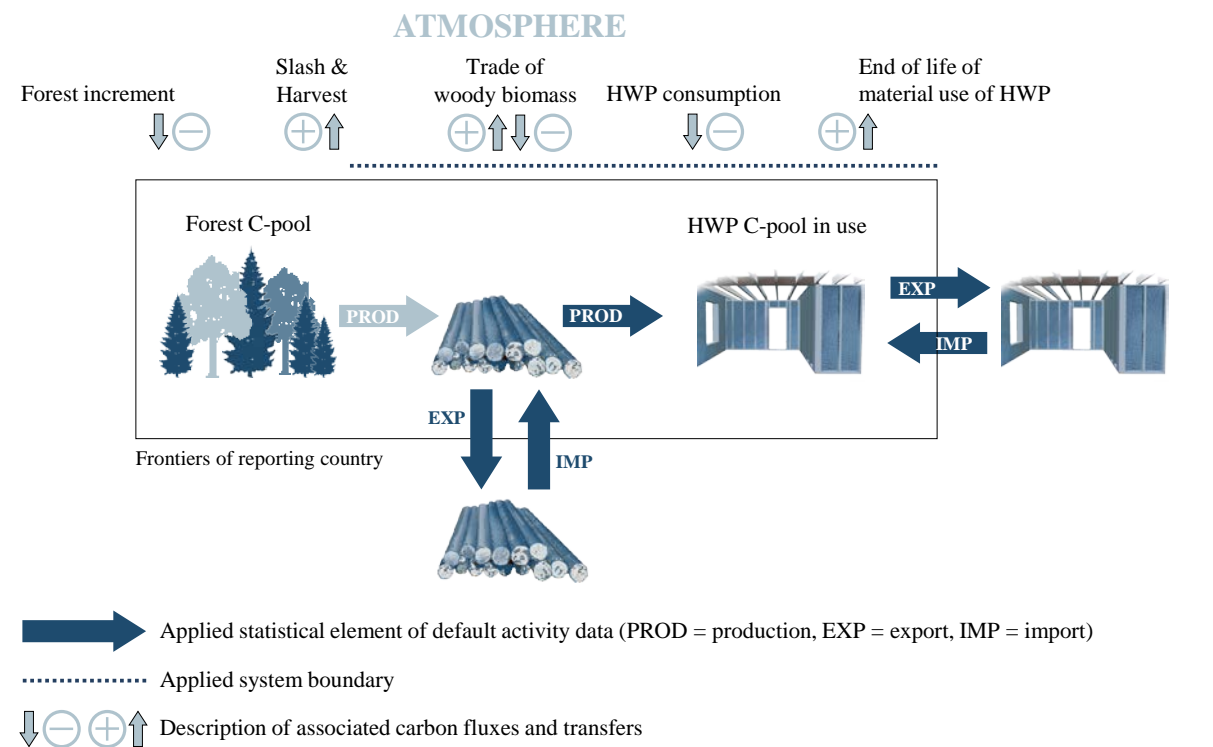 ATMOSPHERE
Forest increment
Slash &
Harvest
Trade of
woody biomass
HWP consumption
End of life of
material use of HWP
Forest C-pool
HWP C-pool in use
PROD
PROD
EXP
IMP
EXP
IMP
Frontiers of reporting country
Applied statistical element of default activity data (PROD = production, EXP = export, IMP = import)
Applied system boundary
Description of associated carbon fluxes and transfers